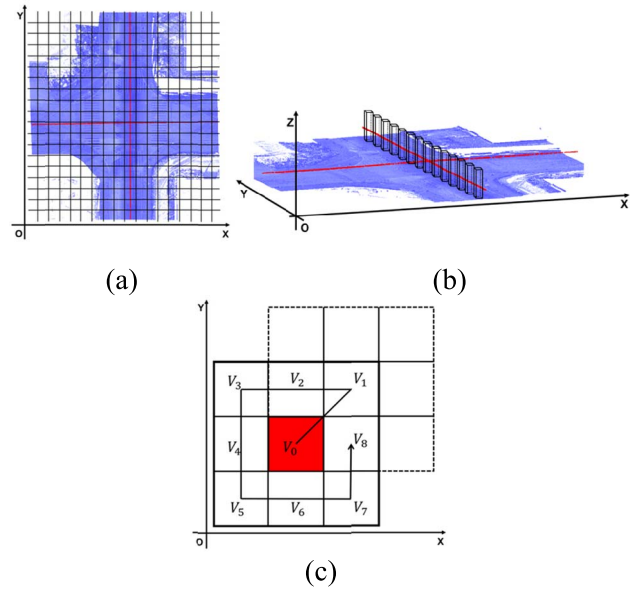 Y
O X
Z
Y
O
X
(a) (b)
Y
V₃ V₂ V₁
V₄ V₀ V₈
V₅ V₆ V₇
O X
(c)